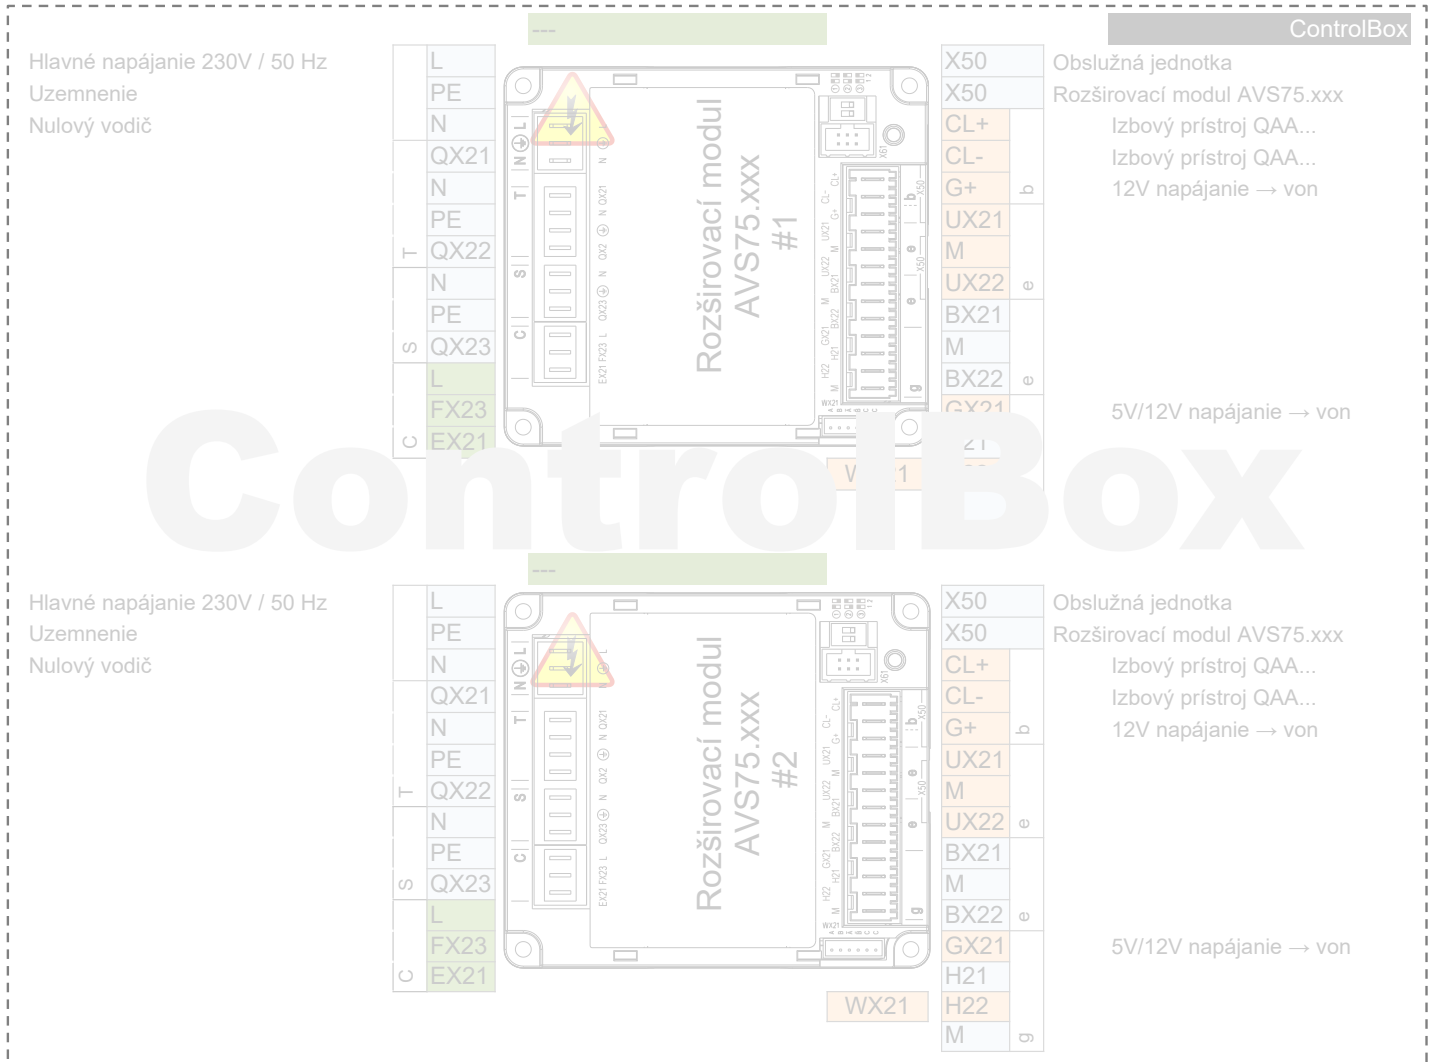 ---
ControlBox
Hlavné napájanie 230V / 50 Hz
Uzemnenie
Nulový vodič
L
PE
N
QX21
N
PE
QX22
N
PE
QX23
L
FX23
EX21
T
S
C
Rozširovací modul
AVS75.xxx
#1
X50
X50
CL+
CL-
G+
UX21
M
UX22
BX21
M
BX22
GX21
WX21
b
e
e
Obslužná jednotka
Rozširovací modul AVS75.xxx
Izbový prístroj QAA...
Izbový prístroj QAA...
12V napájanie → von
5V/12V napájanie → von
ControlBox
---
Hlavné napájanie 230V / 50 Hz
Uzemnenie
Nulový vodič
L
PE
N
QX21
N
PE
QX22
N
PE
QX23
L
FX23
EX21
T
S
C
Rozširovací modul
AVS75.xxx
#2
X50
X50
CL+
CL-
G+
UX21
M
UX22
BX21
M
BX22
GX21
H21
H22
M
WX21
b
e
e
g
Obslužná jednotka
Rozširovací modul AVS75.xxx
Izbový prístroj QAA...
Izbový prístroj QAA...
12V napájanie → von
5V/12V napájanie → von